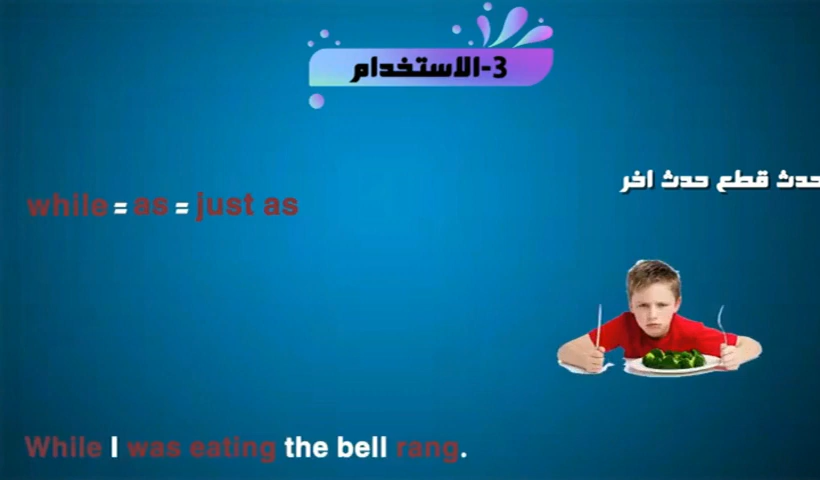 3-الاستخدام
حدث قطع حدث اخر
while = as = just as
While I was eating the bell rang.